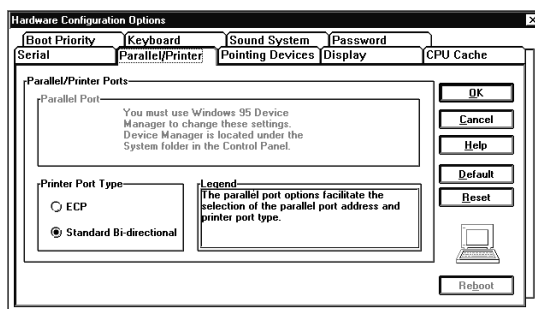 Hardware Configuration Options
Boot Priority Keyboard Sound System Password
Serial Parallel/Printer Pointing Devices Display CPU Cache
Parallel/Printer Ports
Parallel Port
You must use Windows 95 Device
Manager to change these settings.
Device Manager is located under the
System folder in the Control Panel.
Printer Port Type
ECP
Standard Bi-directional
Legend
The parallel port options facilitate the
selection of the parallel port address and
printer port type.
OK
Cancel
Help
Default
Reset
Reboot